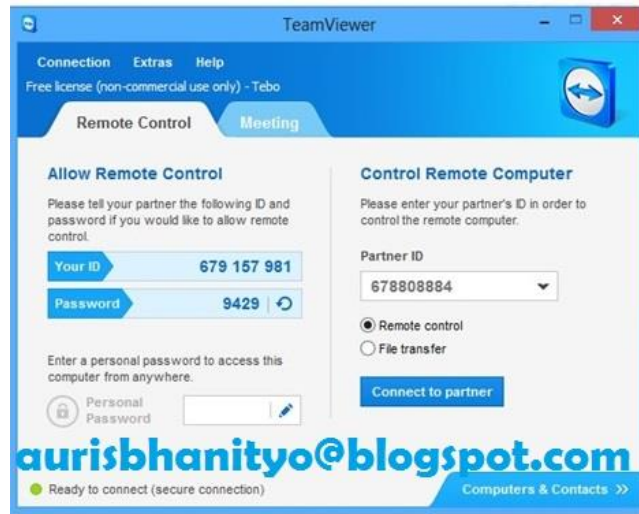 TeamViewer
Connection Extras Help
Free license (non-commercial use only) - Tebo
Remote Control Meeting
Allow Remote Control
Please tell your partner the following ID and
password if you would like to allow remote
control.
Your ID 679 157 981
Password 9429
Enter a personal password to access this
computer from anywhere.
Personal
Password
Control Remote Computer
Please enter your partner's ID in order to
control the remote computer.
Partner ID
678808884
Remote control
File transfer
Connect to partner
aurisbhanityo@blogspot.com
Ready to connect (secure connection)
Computers & Contacts >>